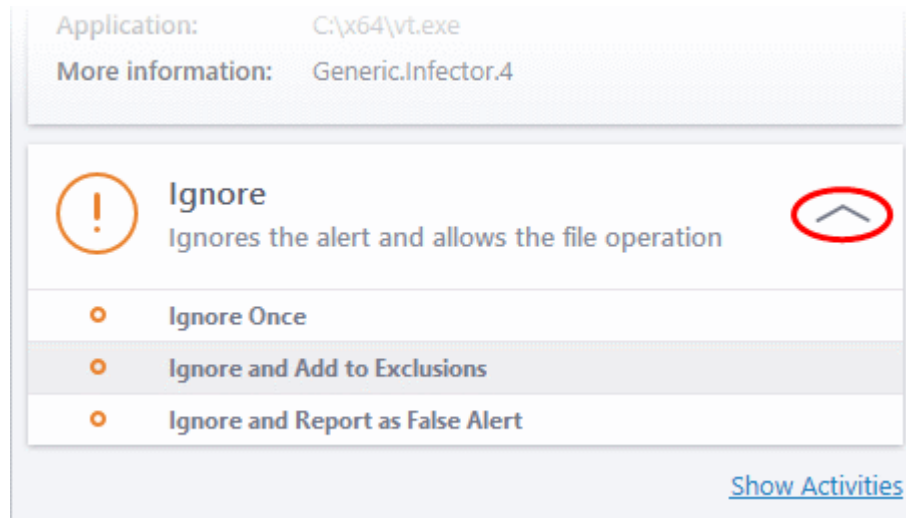 Application: C:\x64\vt.exe
More information: Generic.Infector.4
Ignore
Ignores the alert and allows the file operation
Ignore Once
Ignore and Add to Exclusions
Ignore and Report as False Alert
Show Activities